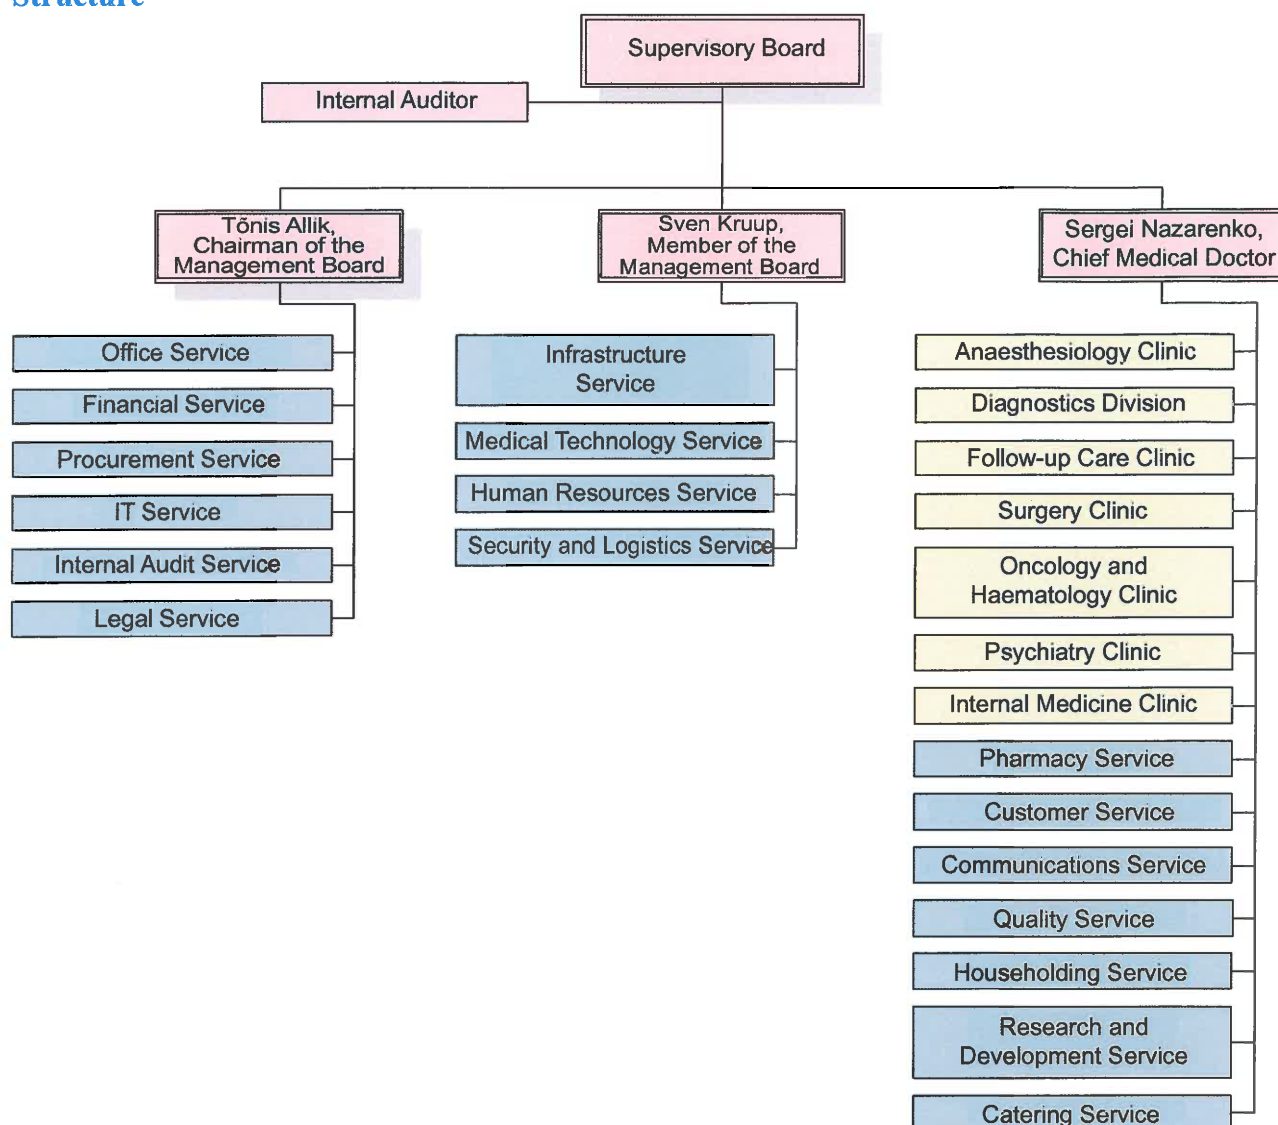 Structure
Supervisory Board
Internal Auditor
Tõnis Allik,
Chairman of the
Management Board
Sven Kruup,
Member of the
Management Board
Sergei Nazarenko,
Chief Medical Doctor
Office Service
Financial Service
Procurement Service
IT Service
Internal Audit Service
Legal Service
Infrastructure
Service
Medical Technology Service
Human Resources Service
Security and Logistics Service
Anaesthesiology Clinic
Diagnostics Division
Follow-up Care Clinic
Surgery Clinic
Oncology and
Haematology Clinic
Psychiatry Clinic
Internal Medicine Clinic
Pharmacy Service
Customer Service
Communications Service
Quality Service
Householding Service
Research and
Development Service
Catering Service